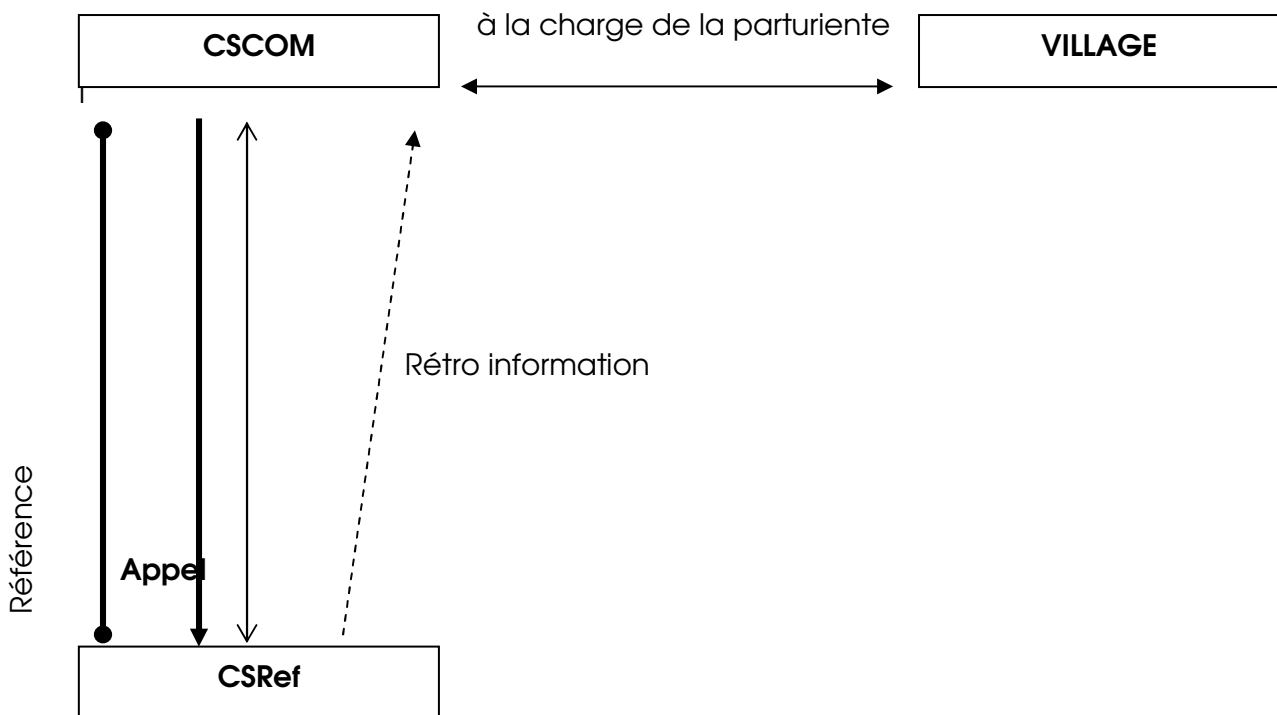 CSCOM
à la charge de la parturiente
VILLAGE
Rétro information
Référence
Appel
CSRef